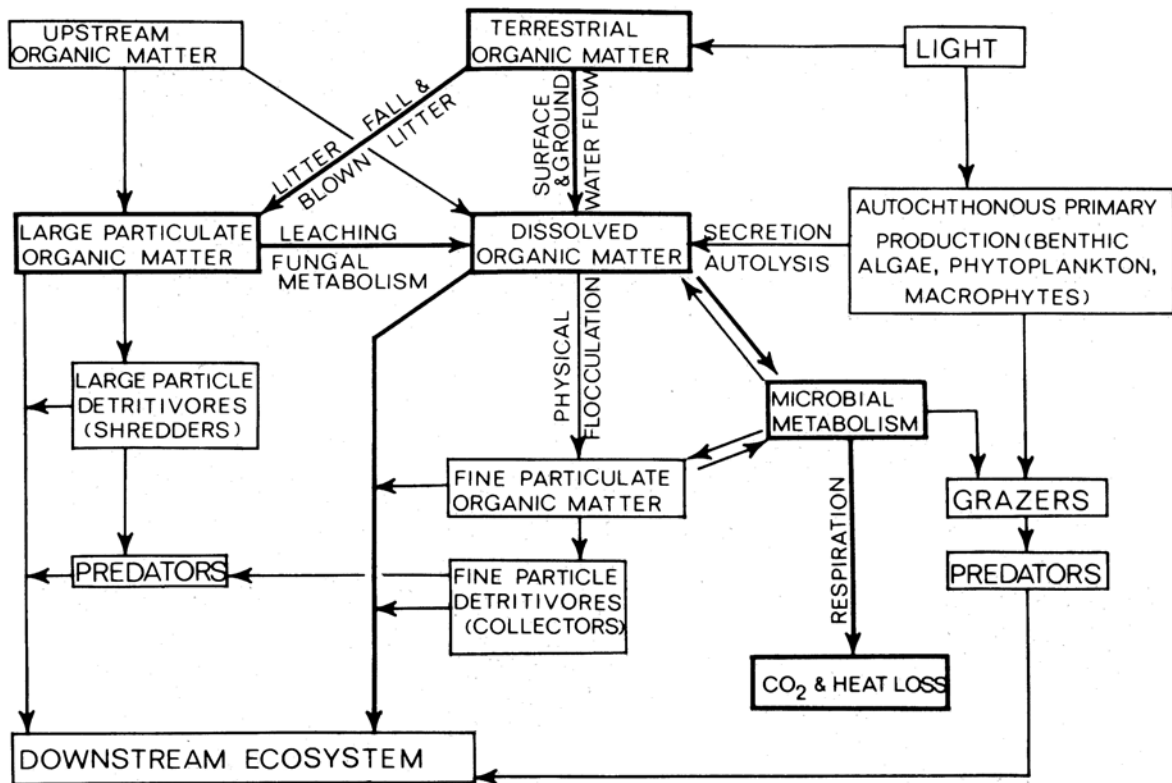 UPSTREAM
ORGANIC MATTER
TERRESTRIAL
ORGANIC MATTER
LIGHT
LITTER FALL &
BLOWN LITTER
SURFACE
& GROUND
WATER FLOW
LARGE PARTICULATE
ORGANIC MATTER
LEACHING
FUNGAL
METABOLISM
DISSOLVED
ORGANIC MATTER
SECRETION
AUTOLYSIS
AUTOCHTHONOUS PRIMARY
PRODUCTION (BENTHIC
ALGAE, PHYTOPLANKTON,
MACROPHYTES)
PHYSICAL
FLOCCULATION
LARGE PARTICLE
DETRITIVORES
(SHREDDERS)
MICROBIAL
METABOLISM
FINE PARTICULATE
ORGANIC MATTER
GRAZERS
RESPIRATION
PREDATORS
FINE PARTICLE
DETRITIVORES
(COLLECTORS)
PREDATORS
CO₂ & HEAT LOSS
DOWNSTREAM ECOSYSTEM